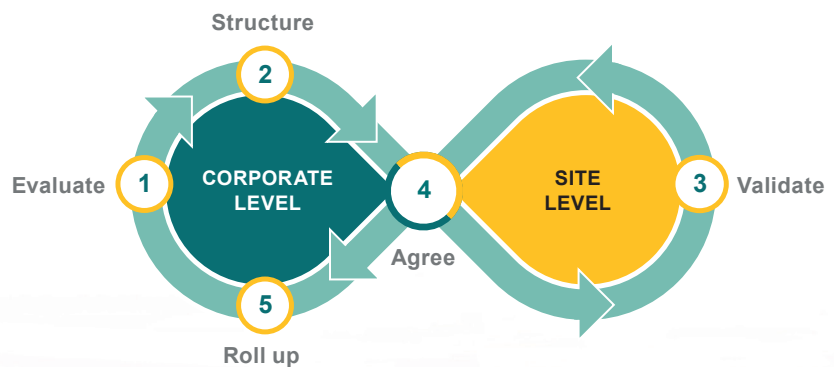 Structure
2
Evaluate
1
CORPORATE
LEVEL
4
Agree
SITE
LEVEL
3
Validate
5
Roll up